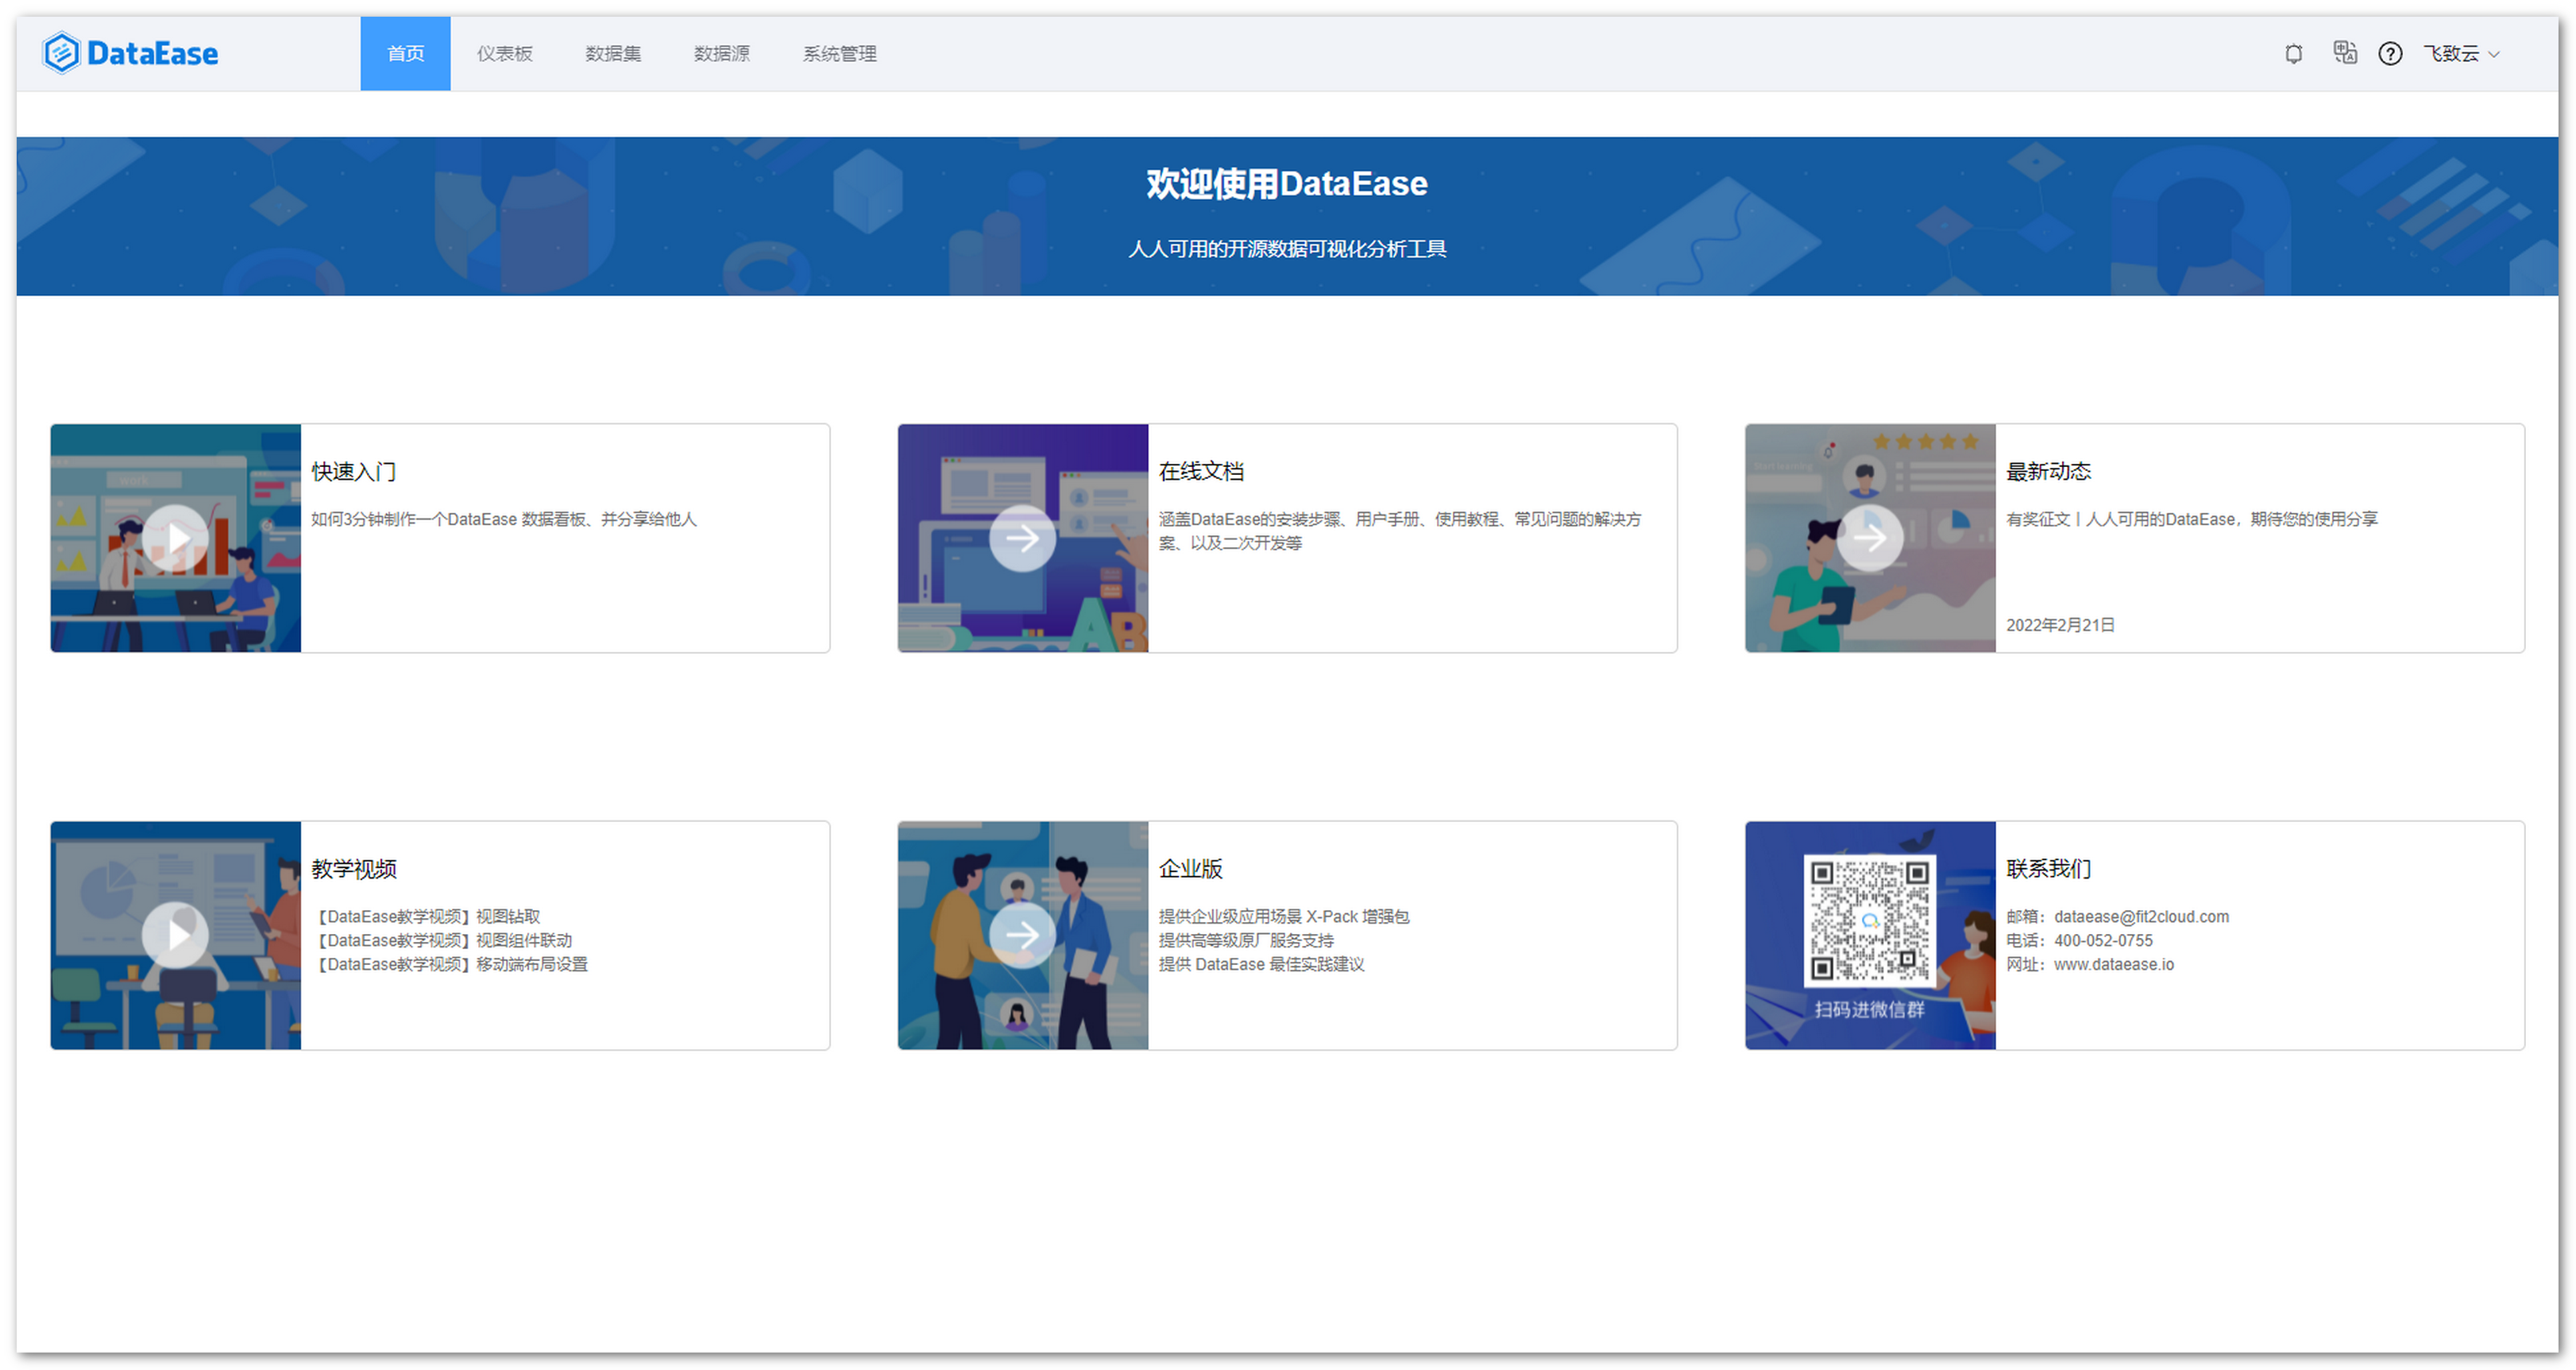 DataEase
首页 仪表板 数据集 数据源 系统管理
飞致云
欢迎使用DataEase
人人可用的开源数据可视化分析工具
work
快速入门
如何3分钟制作一个DataEase 数据看板、并分享给他人
在线文档
涵盖DataEase的安装步骤、用户手册、使用教程、常见问题的解决方
案、以及二次开发等
AB
最新动态
有奖征文丨人人可用的DataEase，期待您的使用分享
2022年2月21日
教学视频
【DataEase教学视频】视图钻取
【DataEase教学视频】视图组件联动
【DataEase教学视频】移动端布局设置
企业版
提供企业级应用场景 X-Pack 增强包
提供高等级原厂服务支持
提供 DataEase 最佳实践建议
扫码进微信群
联系我们
邮箱：dataease@fit2cloud.com
电话：400-052-0755
网址：www.dataease.io